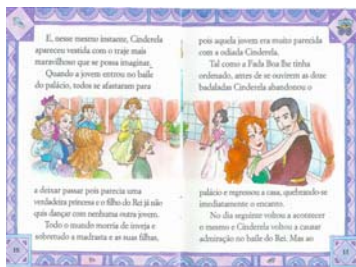 E, nesse mesmo instante, Cinderela
apareceu vestida com o traje mais
maravilhoso que se possa imaginar.
Quando a jovem entrou no baile
do palácio, todos se afastaram para
a deixar passar pois parecia uma
verdadeira princesa e o filho do Rei já não
quis dançar com nenhuma outra jovem.
Todo o mundo morria de inveja e
sobretudo a madrasta e as suas filhas,
pois aquela jovem era muito parecida
com a odiada Cinderela.
Tal como a Fada Boa lhe tinha
ordenado, antes de se ouvirem as doze
badaladas Cinderela abandonou o
palácio e regressou a casa, quebrando-se
imediatamente o encanto.
No dia seguinte voltou a acontecer
o mesmo e Cinderela voltou a causar
admiração no baile do Rei. Mas ao